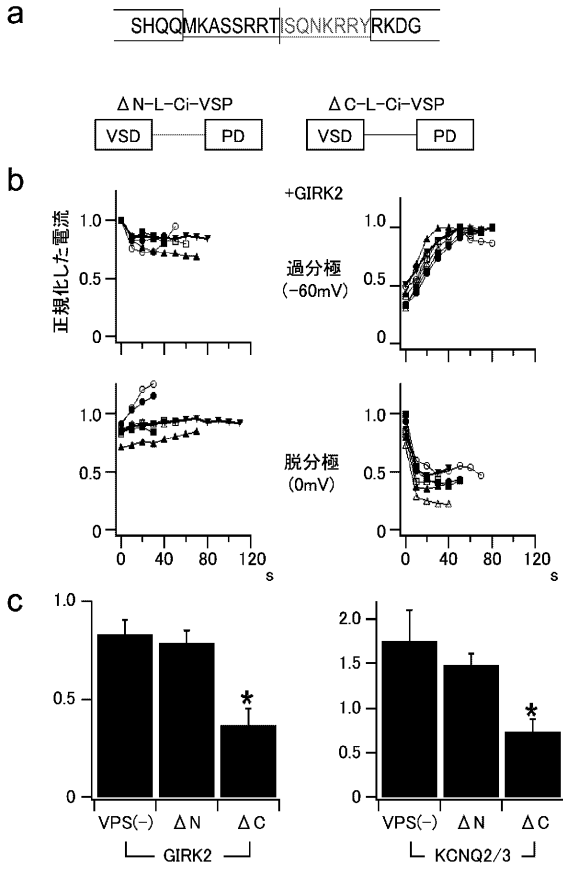 a
SHQQMKASSRRTISQNKRRYRKDG
ΔN-L-Ci-VSP
ΔC-L-Ci-VSP
VSD
PD
VSD
PD
b
+GIRK2
正規化した電流
1.0
0.5
0
過分極
(-60mV)
1.0
0.5
0
1.0
0.5
0
0
40
80
120
s
脱分極
(0mV)
1.0
0.5
0
0
40
80
120
s
c
1.0
0.5
0
*
VPS(-)
ΔN
ΔC
GIRK2
2.0
1.5
1.0
0.5
0
*
VPS(-)
ΔN
ΔC
KCNQ2/3